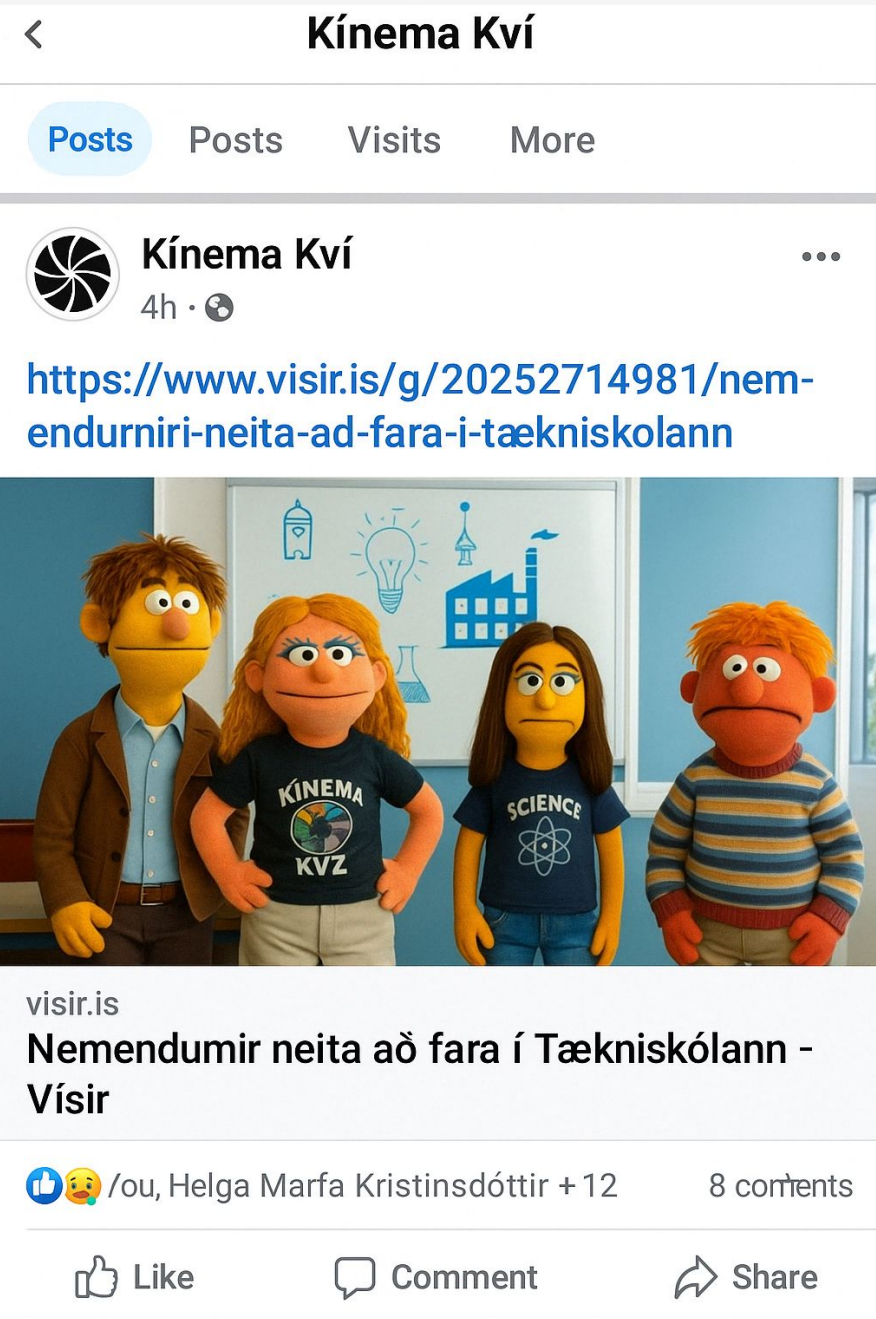 Kínema Kví
Posts Posts Visits More
Kínema Kví
4h ·
https://www.visir.is/g/20252714981/nem-
endurniri-neita-ad-fara-i-tækniskolann
KÍNEMA
KVZ
SCIENCE
visir.is
Nemendumir neita að fara í Tækniskólann -
Vísir
/ou, Helga Marfa Kristinsdóttir + 12 8
Like Comment Share